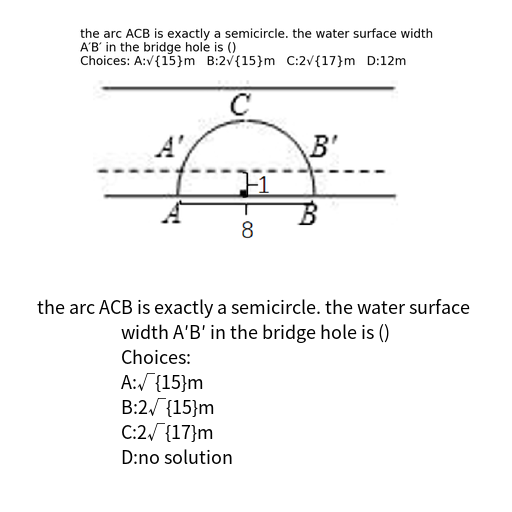 the arc ACB is exactly a semicircle. the water surface width
A′B′ in the bridge hole is ()
Choices: A:√{15}m B:2√{15}m C:2√{17}m D:12m
C
A′ B′
1
A B
8
the arc ACB is exactly a semicircle. the water surface
width A′B′ in the bridge hole is ()
Choices:
A:√{15}m
B:2√{15}m
C:2√{17}m
D:no solution